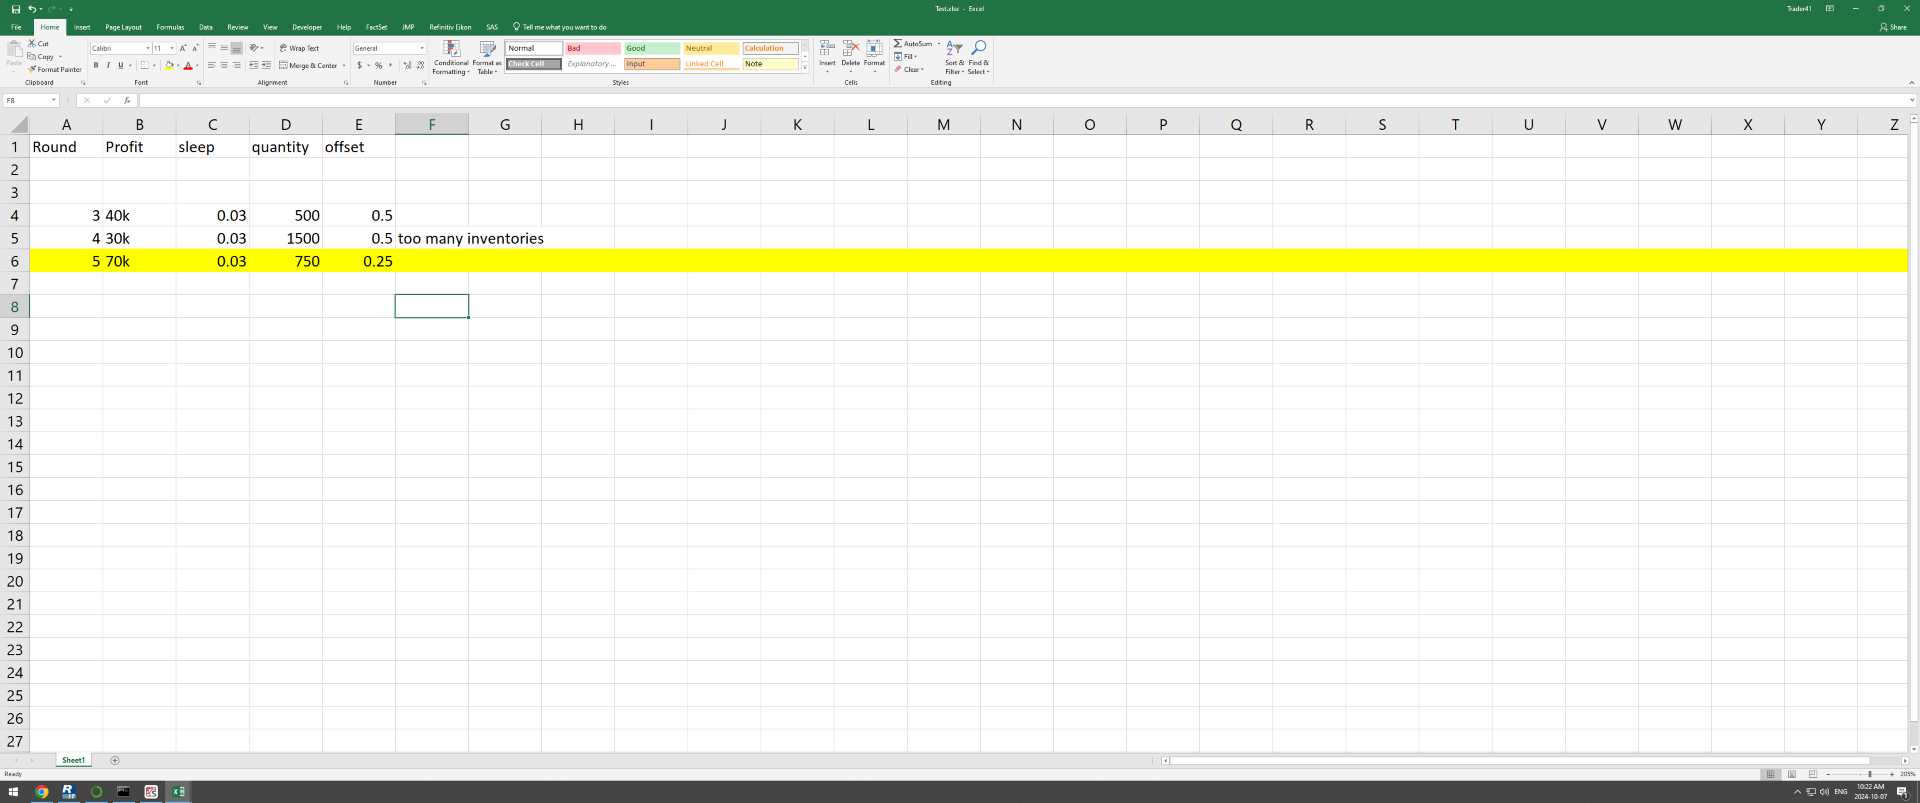 Test.xlsx - Excel
Trader41
File Home Insert Page Layout Formulas Data Review View Developer Help FactSet JMP Refinitiv Eikon SAS Tell me what you want to do Share
Paste
Cut
Copy
Format Painter
Clipboard
Calibri 11
B I U
Font
Wrap Text
Merge & Center
Alignment
General
$ % ,
Number
Conditional Formatting
Format as Table
Normal Bad Good Neutral Calculation
Check Cell Explanatory ... Input Linked Cell Note
Styles
Insert Delete Format
Cells
AutoSum
Fill
Clear
Sort & Filter
Find & Select
Editing
F8 fx
A B C D E F G H I J K L M N O P Q R S T U V W X Y Z
1 Round Profit sleep quantity offset
2
3
4 3 40k 0.03 500 0.5
5 4 30k 0.03 1500 0.5 too many inventories
6 5 70k 0.03 750 0.25
7
8
9
10
11
12
13
14
15
16
17
18
19
20
21
22
23
24
25
26
27
Sheet1
Ready
205%
ENG
10:22 AM
2024-10-07